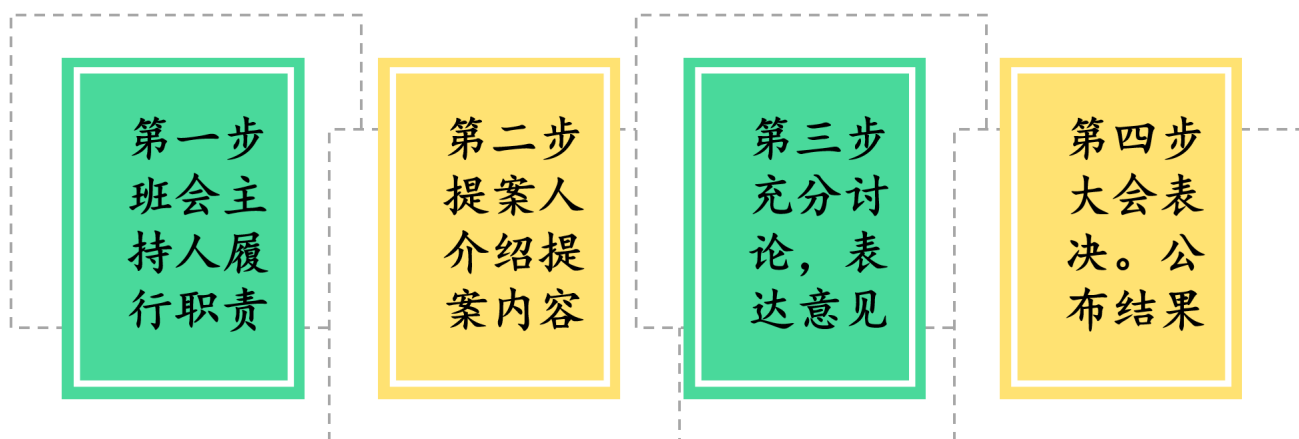 第一步
班会主
持人履
行职责
第二步
提案人
介绍提
案内容
第三步
充分讨
论，表
达意见
第四步
大会表
决。公
布结果